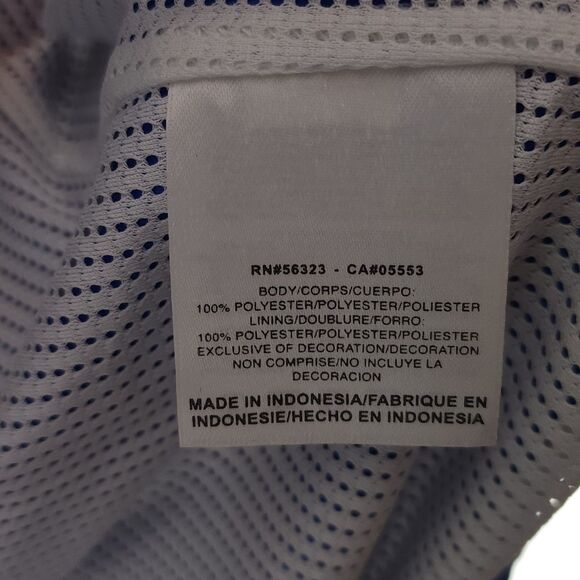 RN#56323 - CA#05553
BODY/CORPS/CUERPO:
100% POLYESTER/POLYESTER/POLIESTER
LINING/DOUBLURE/FORRO:
100% POLYESTER/POLYESTER/POLIESTER
EXCLUSIVE OF DECORATION/DECORATION
NON COMPRISE/NO INCLUYE LA
DECORACION
MADE IN INDONESIA/FABRIQUE EN
INDONESIE/HECHO EN INDONESIA